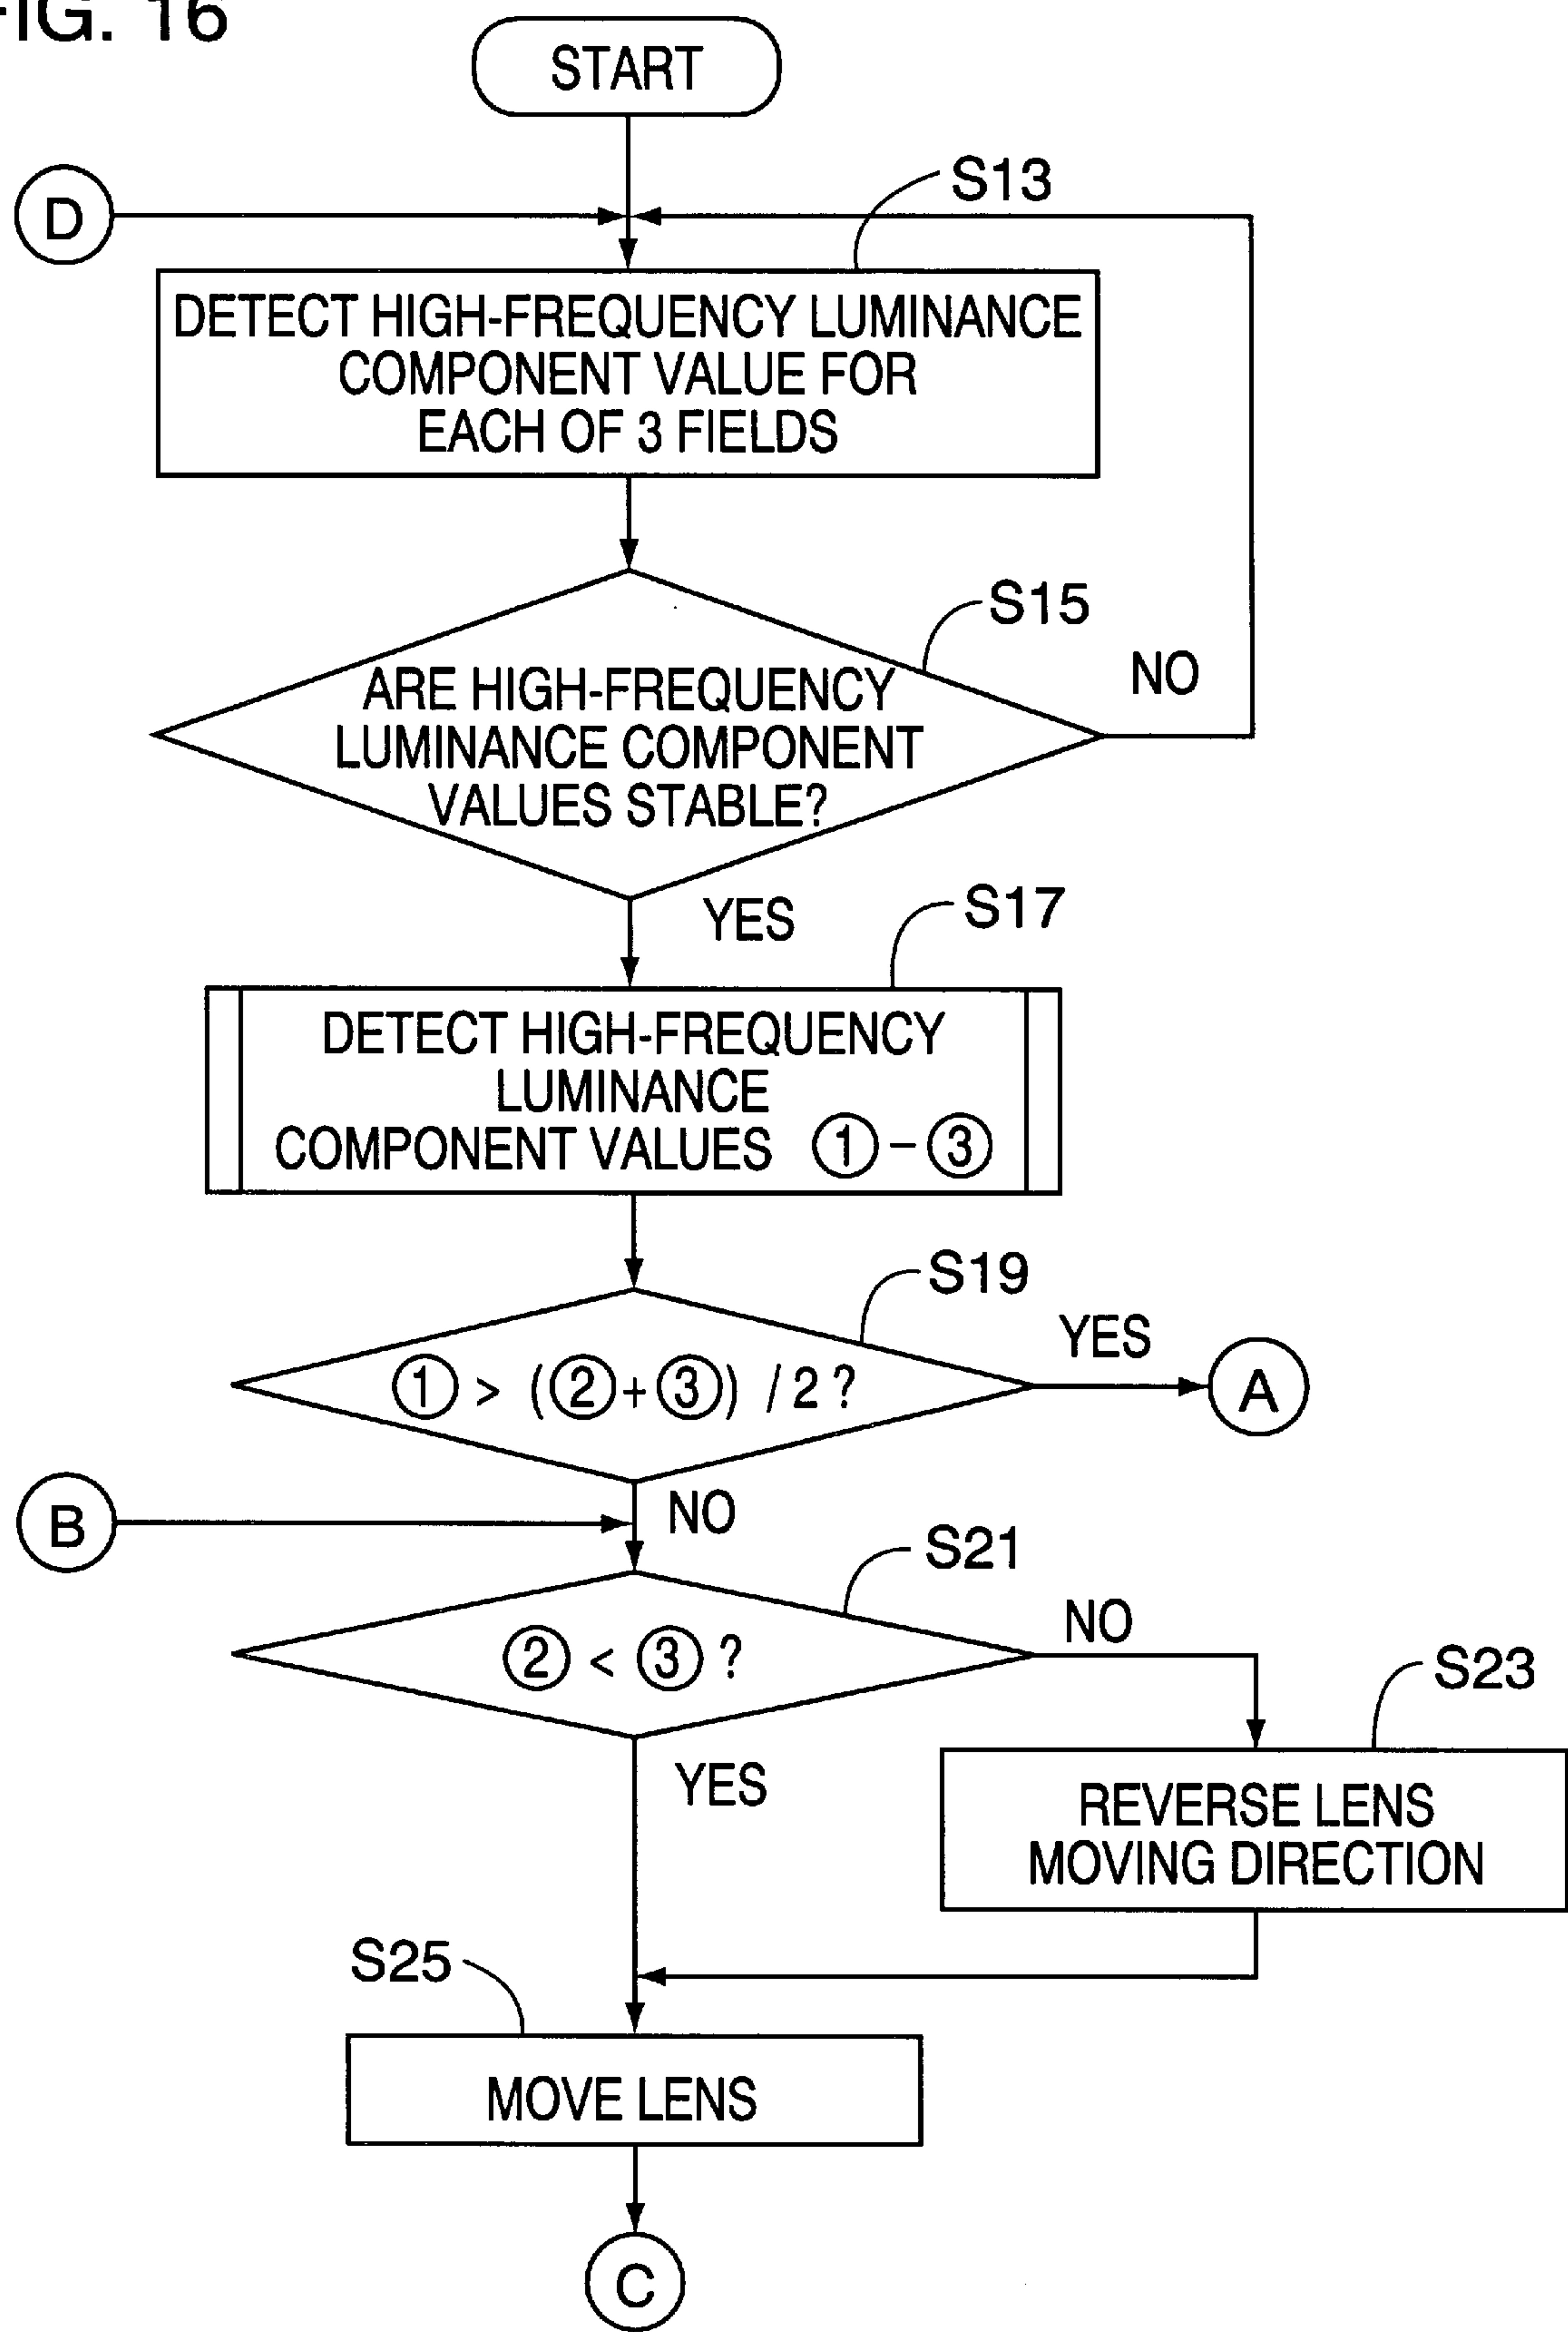 FIG. 16
START
D
S13
DETECT HIGH-FREQUENCY LUMINANCE
COMPONENT VALUE FOR
EACH OF 3 FIELDS
S15
NO
ARE HIGH-FREQUENCY
LUMINANCE COMPONENT
VALUES STABLE?
YES
S17
DETECT HIGH-FREQUENCY
LUMINANCE
COMPONENT VALUES ① – ③
S19
YES
① > (② + ③) / 2 ?
A
B
NO
S21
NO
② < ③ ?
S23
YES
REVERSE LENS
MOVING DIRECTION
S25
MOVE LENS
C